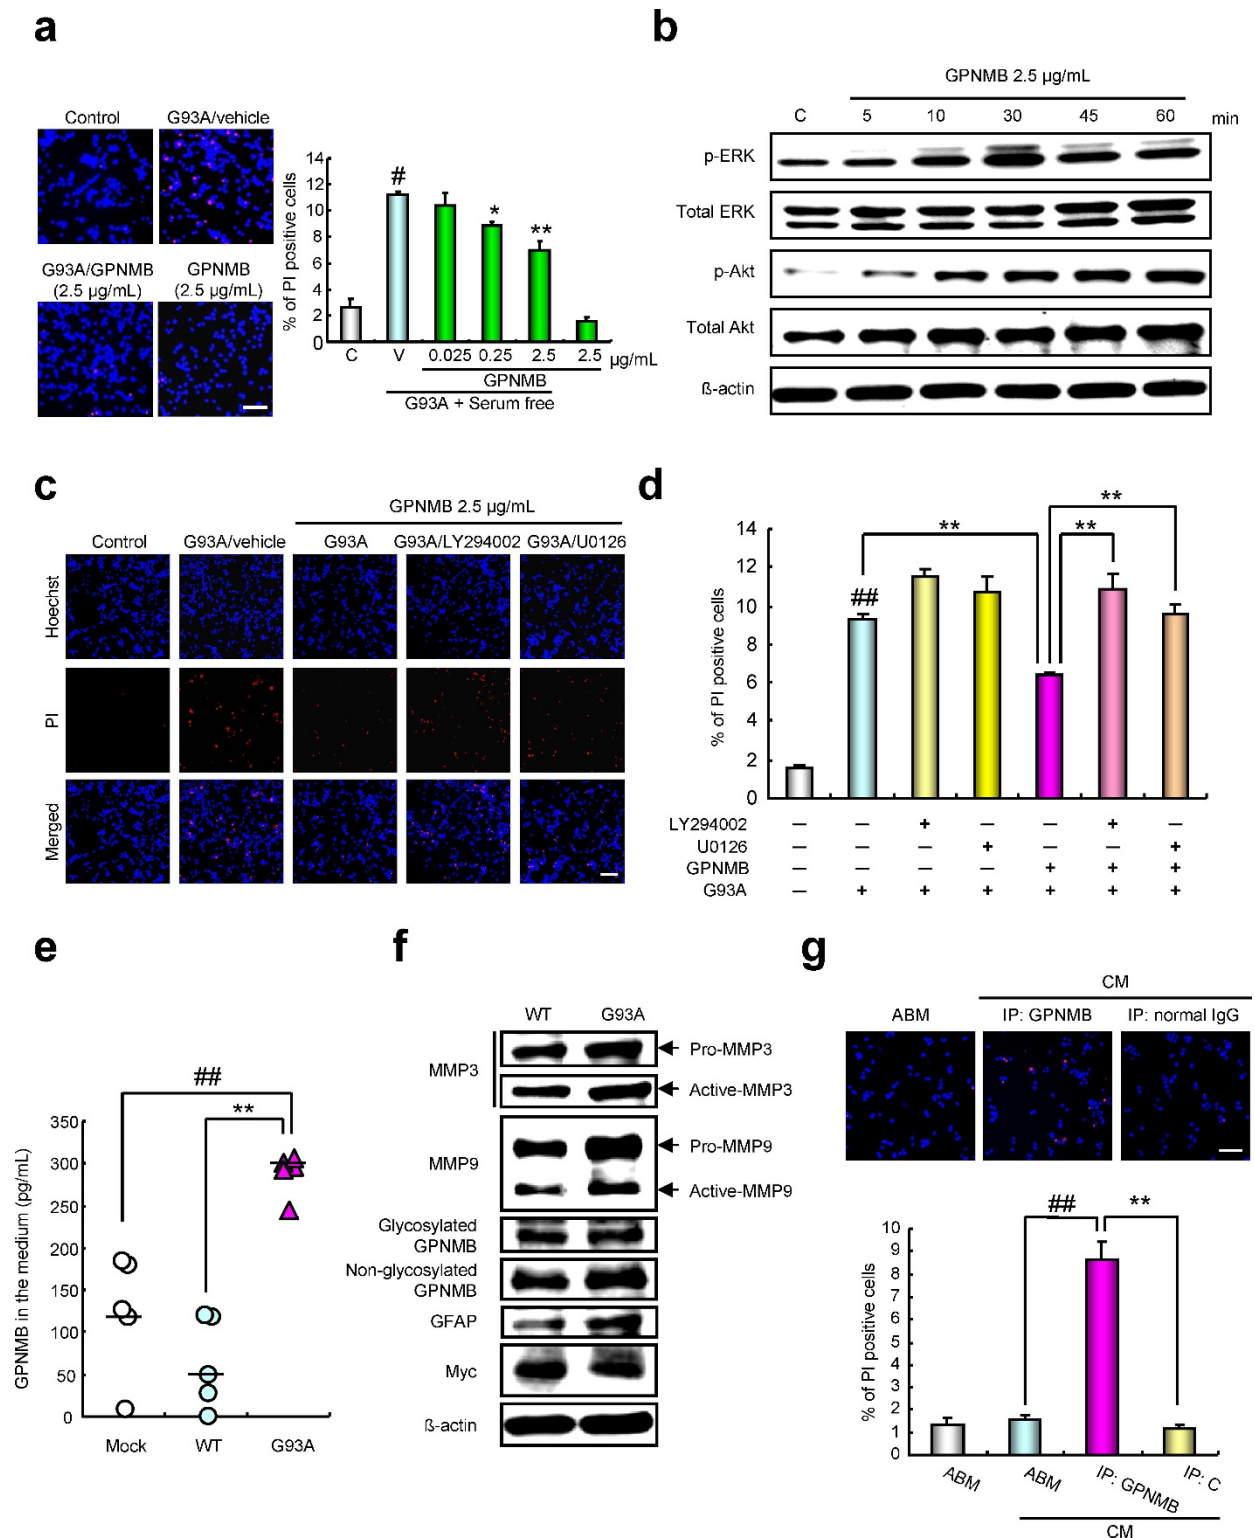 a
Control
G93A/vehicle
G93A/GPNMB
(2.5 µg/mL)
GPNMB
(2.5 µg/mL)
% of PI positive cells
14
12
10
8
6
4
2
0
#
*
**
C
V
0.025
0.25
2.5
2.5
µg/mL
GPNMB
G93A + Serum free
b
GPNMB 2.5 µg/mL
C
5
10
30
45
60
min
p-ERK
Total ERK
p-Akt
Total Akt
ß-actin
c
GPNMB 2.5 µg/mL
Control
G93A/vehicle
G93A
G93A/LY294002
G93A/U0126
Hoechst
PI
Merged
d
% of PI positive cells
14
12
10
8
6
4
2
0
##
**
**
**
LY294002 — — + — — + —
U0126 — — — + — — +
GPNMB — — — — + + +
G93A — + + + + + +
e
GPNMB in the medium (pg/mL)
350
300
250
200
150
100
50
0
##
**
Mock
WT
G93A
f
WT
G93A
MMP3
Pro-MMP3
Active-MMP3
MMP9
Pro-MMP9
Active-MMP9
Glycosylated
GPNMB
Non-glycosylated
GPNMB
GFAP
Myc
ß-actin
g
CM
ABM
IP: GPNMB
IP: normal IgG
% of PI positive cells
10
9
8
7
6
5
4
3
2
1
0
##
**
ABM
ABM
IP: GPNMB
IP: C
CM